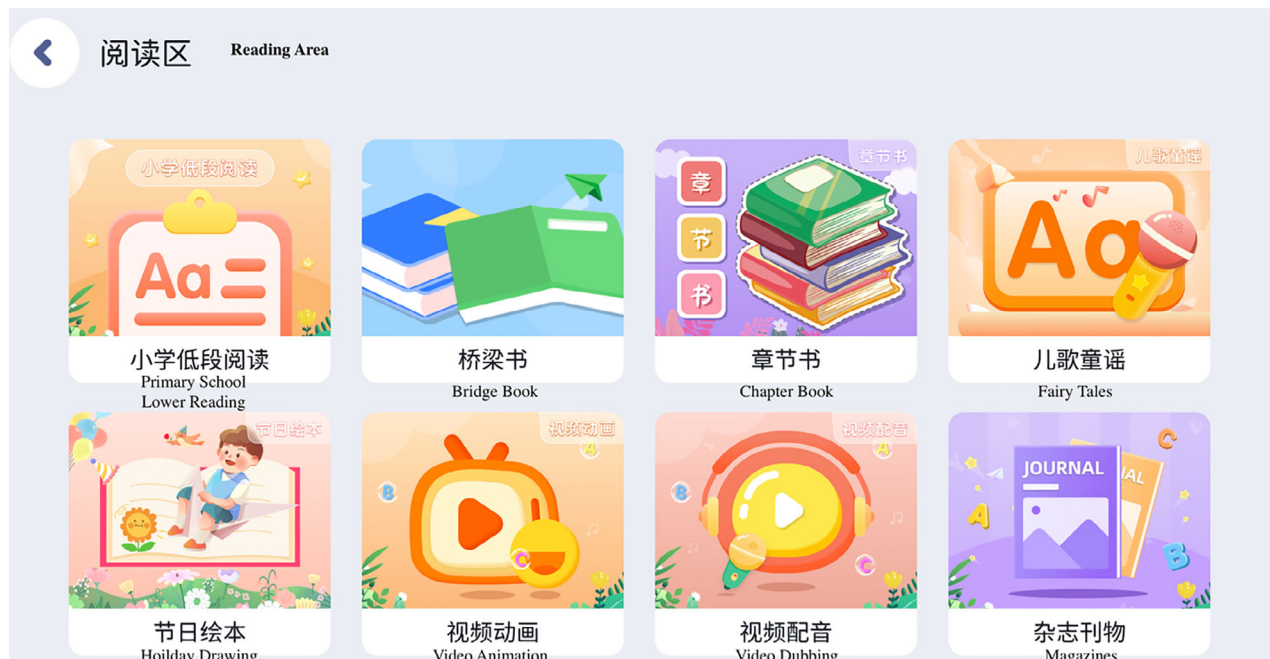 阅读区 Reading Area
小学低段阅读
Aa
小学低段阅读
Primary School
Lower Reading
桥梁书
Bridge Book
章节书
章
节
书
章节书
Chapter Book
儿歌童谣
Aa
儿歌童谣
Fairy Tales
节日绘本
节日绘本
Hoilday Drawing
视频动画
A
B
C
视频动画
Video Animation
视频配音
A
B
C
视频配音
Video Dubbing
JOURNAL
NAL
C
V
A
B
杂志刊物
Magazines